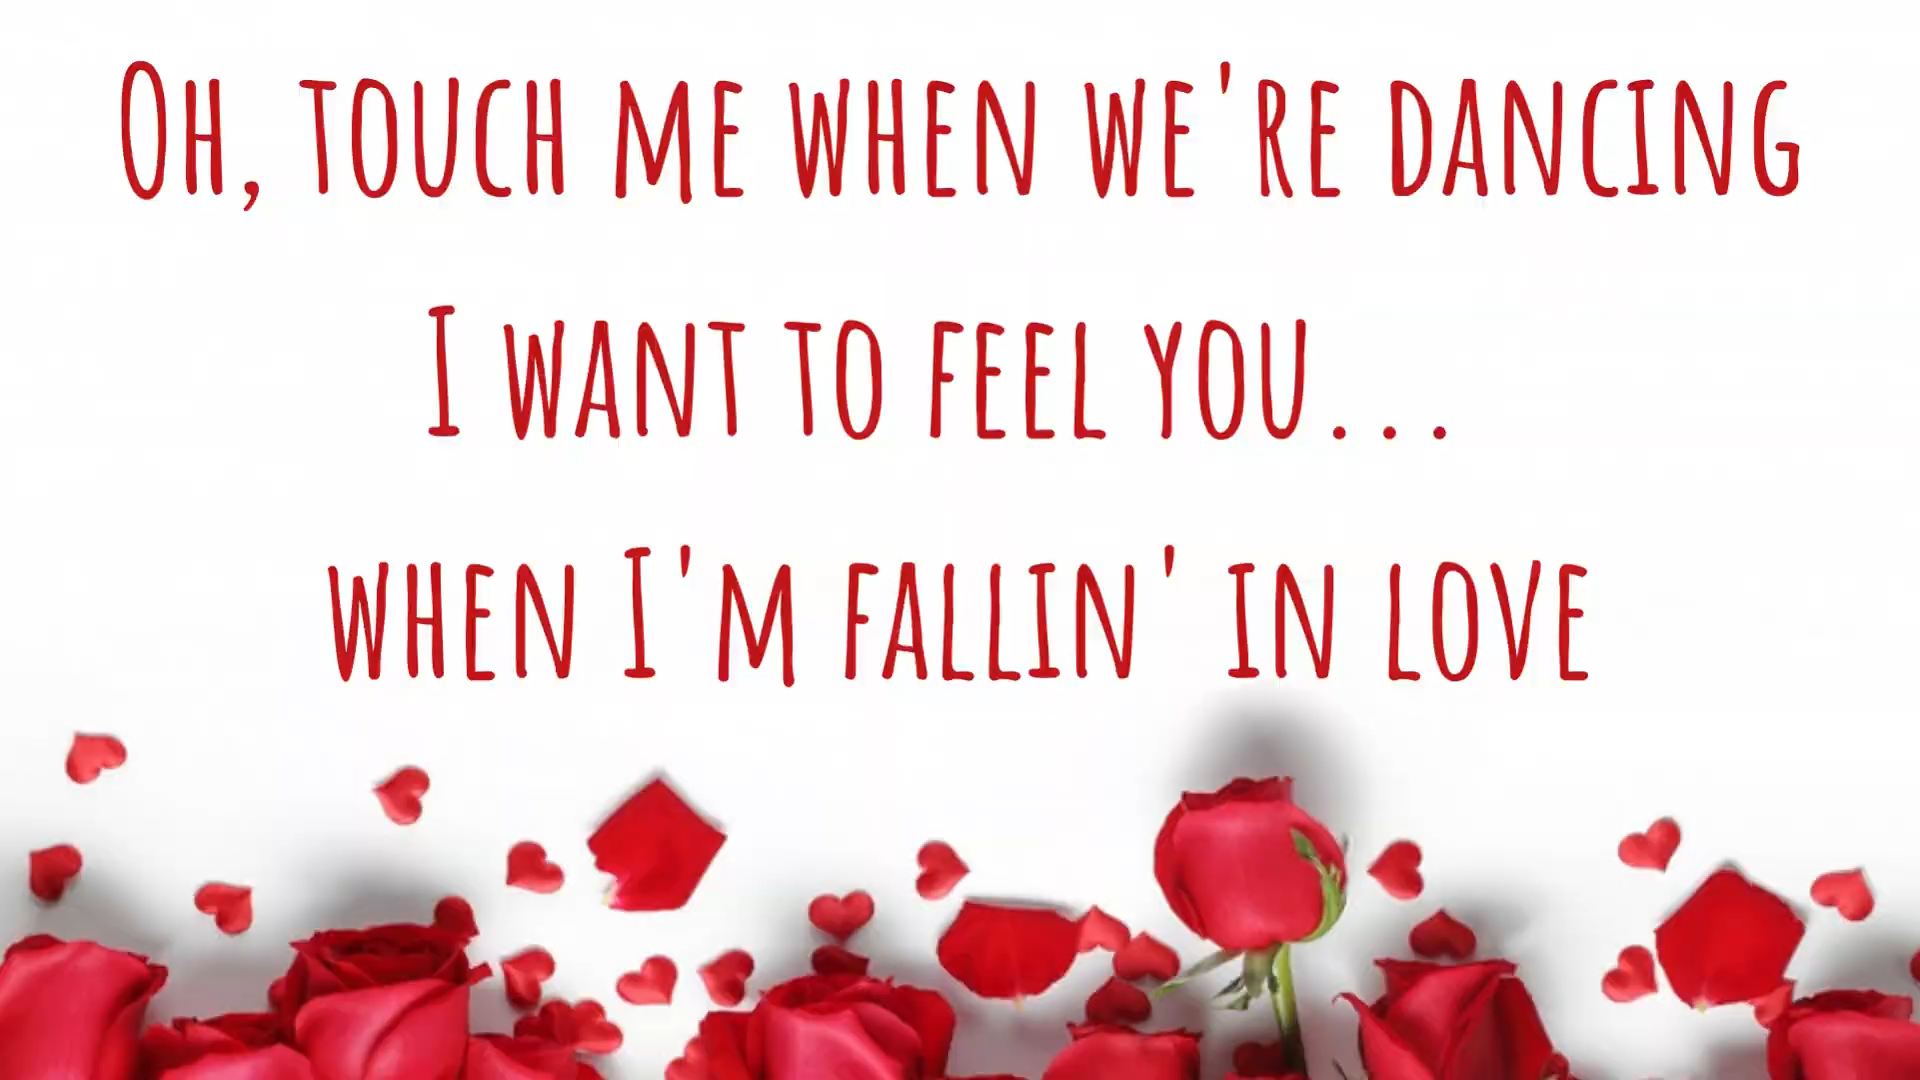 Oh, touch me when we're dancing
I want to feel you...
when I'm fallin' in love